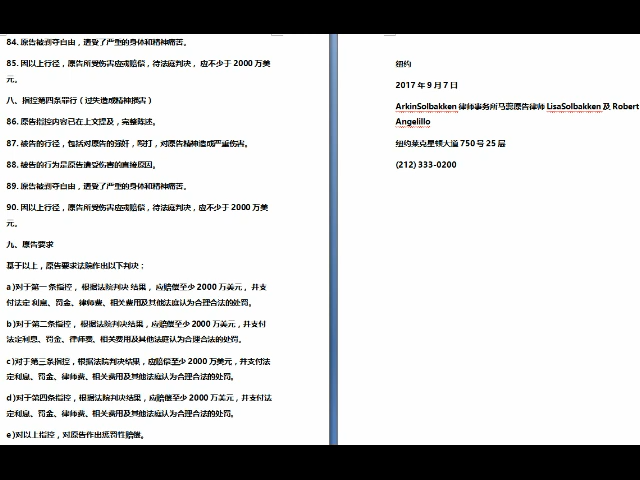 84. 原告被剥夺自由，遭受了严重的身体和精神痛苦。
85. 因以上行径，原告所受伤害应或赔偿，待法庭判决， 应不少于 2000 万美
元。
八、指控第四条罪行（过失造成精神损害）
86. 原告指控内容已在上文提及，完整陈述。
87. 被告的行径，包括对原告的强奸，殴打，对原告精神造成严重伤害。
88. 被告的行为是原告遭受伤害的直接原因。
89. 原告被剥夺自由，遭受了严重的身体和精神痛苦。
90. 因以上行径，原告所受伤害应或赔偿，待法庭判决，应不少于 2000 万美
元。
九、原告要求
基于以上，原告要求法院作出以下判决：
a )对于第一 条指控， 根据法院判决 结果， 应赔偿至少 2000 万美元， 并支
付法定 利息、罚金、律师费、相关费用及其他法庭认为合理合法的处罚。
b )对于第二条指控， 根据法院判决结果， 应赔偿至少 2000 万美元， 并支付
法定利息、罚金、律师费、相关费用及其他法庭认为合理合法的处罚。
c )对于第三条指控，根据法院判决结果，应赔偿至少 2000 万美元，并支付法
定利息、罚金、律师费、相关费用及其他法庭认为合理合法的处罚。
d )对于第四条指控，根据法院判决结果，应赔偿至少 2000 万美元，并支付法
定利息、罚金、律师费、相关费用及其他法庭认为合理合法的处罚。
e )对以上指控，对原告作出惩罚性赔偿。
纽约
2017 年 9 月 7 日
ArkinSolbakken 律师事务所马蕊原告律师 LisaSolbakken 及 Robert
Angelillo
纽约莱克星顿大道 750 号 25 层
(212) 333-0200